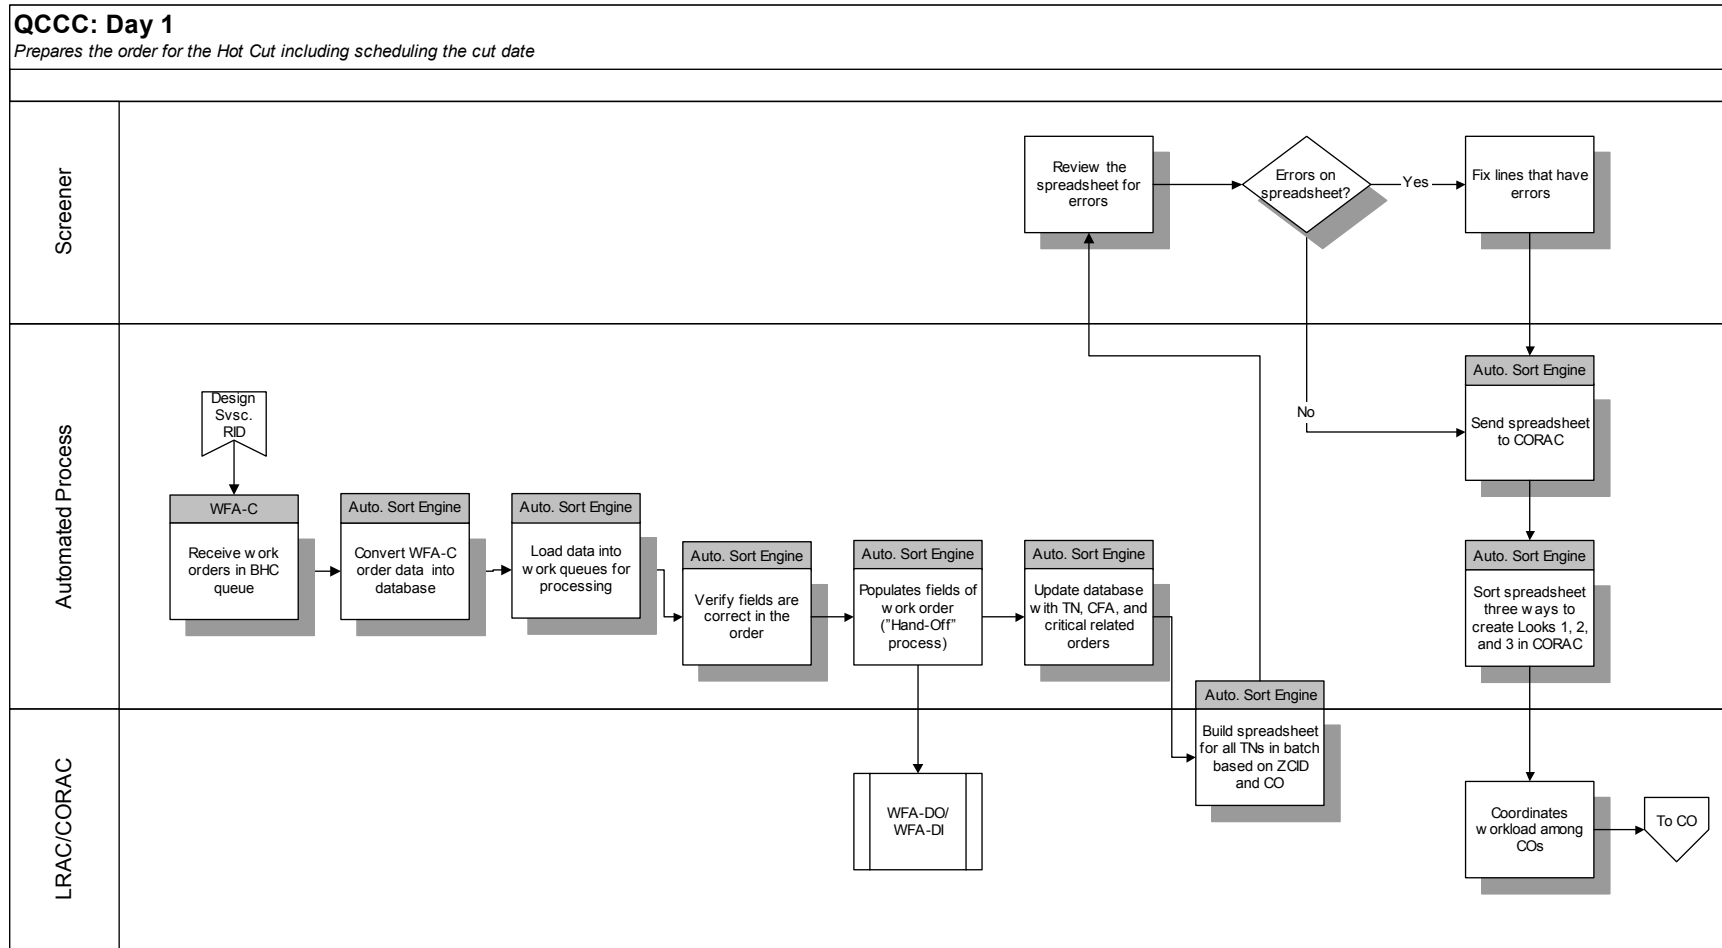 QCCC: Day 1
Prepares the order for the Hot Cut including scheduling the cut date
Screener
Review the
spreadsheet for
errors
Errors on
spreadsheet?
Yes
Fix lines that have
errors
No
Automated Process
Design
Svsc.
RID
WFA-C
Receive work
orders in BHC
queue
Auto. Sort Engine
Convert WFA-C
order data into
database
Auto. Sort Engine
Load data into
work queues for
processing
Auto. Sort Engine
Verify fields are
correct in the
order
Auto. Sort Engine
Populates fields of
work order
("Hand-Off"
process)
Auto. Sort Engine
Update database
with TN, CFA, and
critical related
orders
Auto. Sort Engine
Build spreadsheet
for all TNs in batch
based on ZCID
and CO
Auto. Sort Engine
Send spreadsheet
to CORAC
Auto. Sort Engine
Sort spreadsheet
three ways to
create Looks 1, 2,
and 3 in CORAC
LRAC/CORAC
WFA-DO/
WFA-DI
Coordinates
workload among
COs
To CO